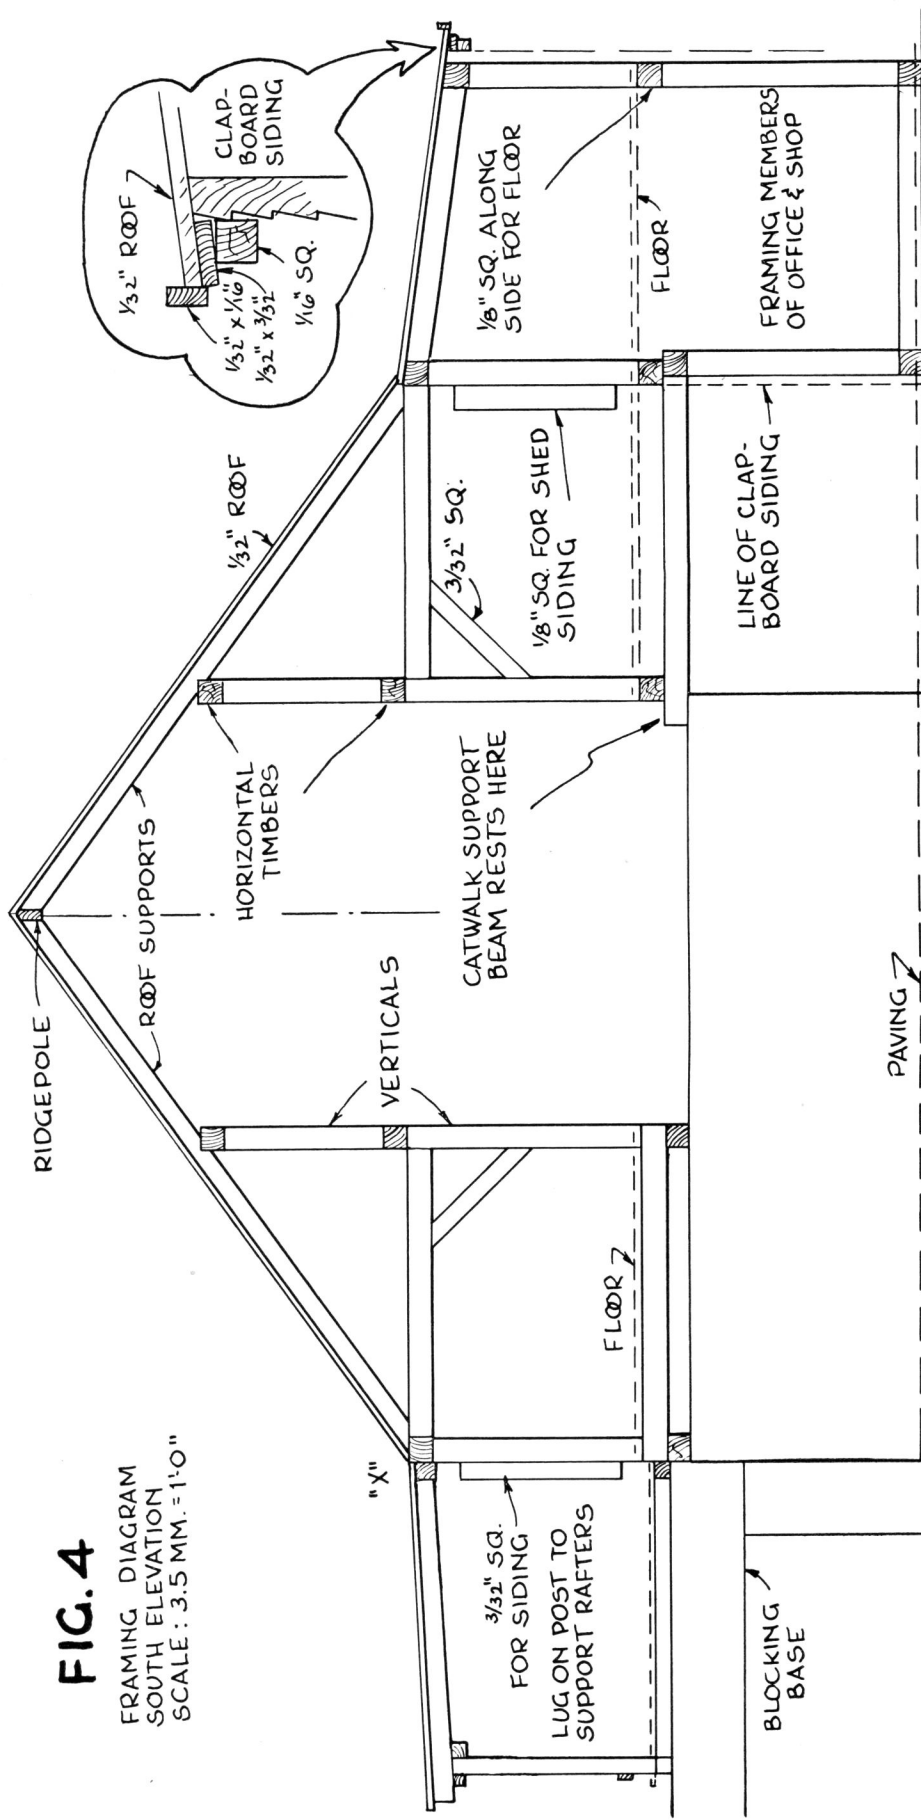 FIG. 4
FRAMING DIAGRAM
SOUTH ELEVATION
SCALE: 3.5 MM. = 1'-0"
RIDGEPOLE
ROOF SUPPORTS
HORIZONTAL
TIMBERS
VERTICALS
1/32" ROOF
1/32" ROOF
CLAP-
BOARD
SIDING
1/32" x 1/16"
1/32" x 3/32"
1/16" SQ.
"X"
3/32" SQ.
FOR SIDING
LUG ON POST TO
SUPPORT RAFTERS
FLOOR
CATWALK SUPPORT
BEAM RESTS HERE
3/32" SQ.
1/8" SQ. FOR SHED
SIDING
1/8" SQ. ALONG
SIDE FOR FLOOR
FLOOR
BLOCKING
BASE
PAVING
LINE OF CLAP-
BOARD SIDING
FRAMING MEMBERS
OF OFFICE & SHOP